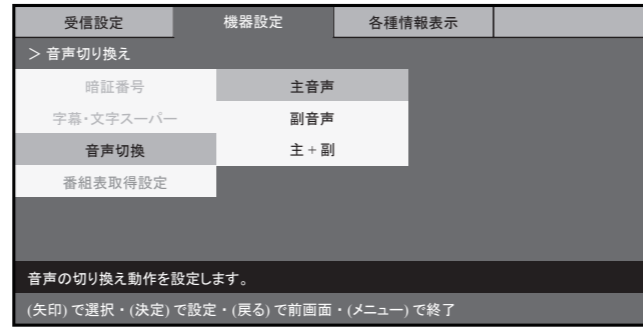 受信設定 機器設定 各種情報表示
＞音声切り換え
暗証番号 主音声
字幕・文字スーパー 副音声
音声切換 主 + 副
番組表取得設定
音声の切り換え動作を設定します。
(矢印) で選択・(決定) で設定・(戻る) で前画面・(メニュー) で終了